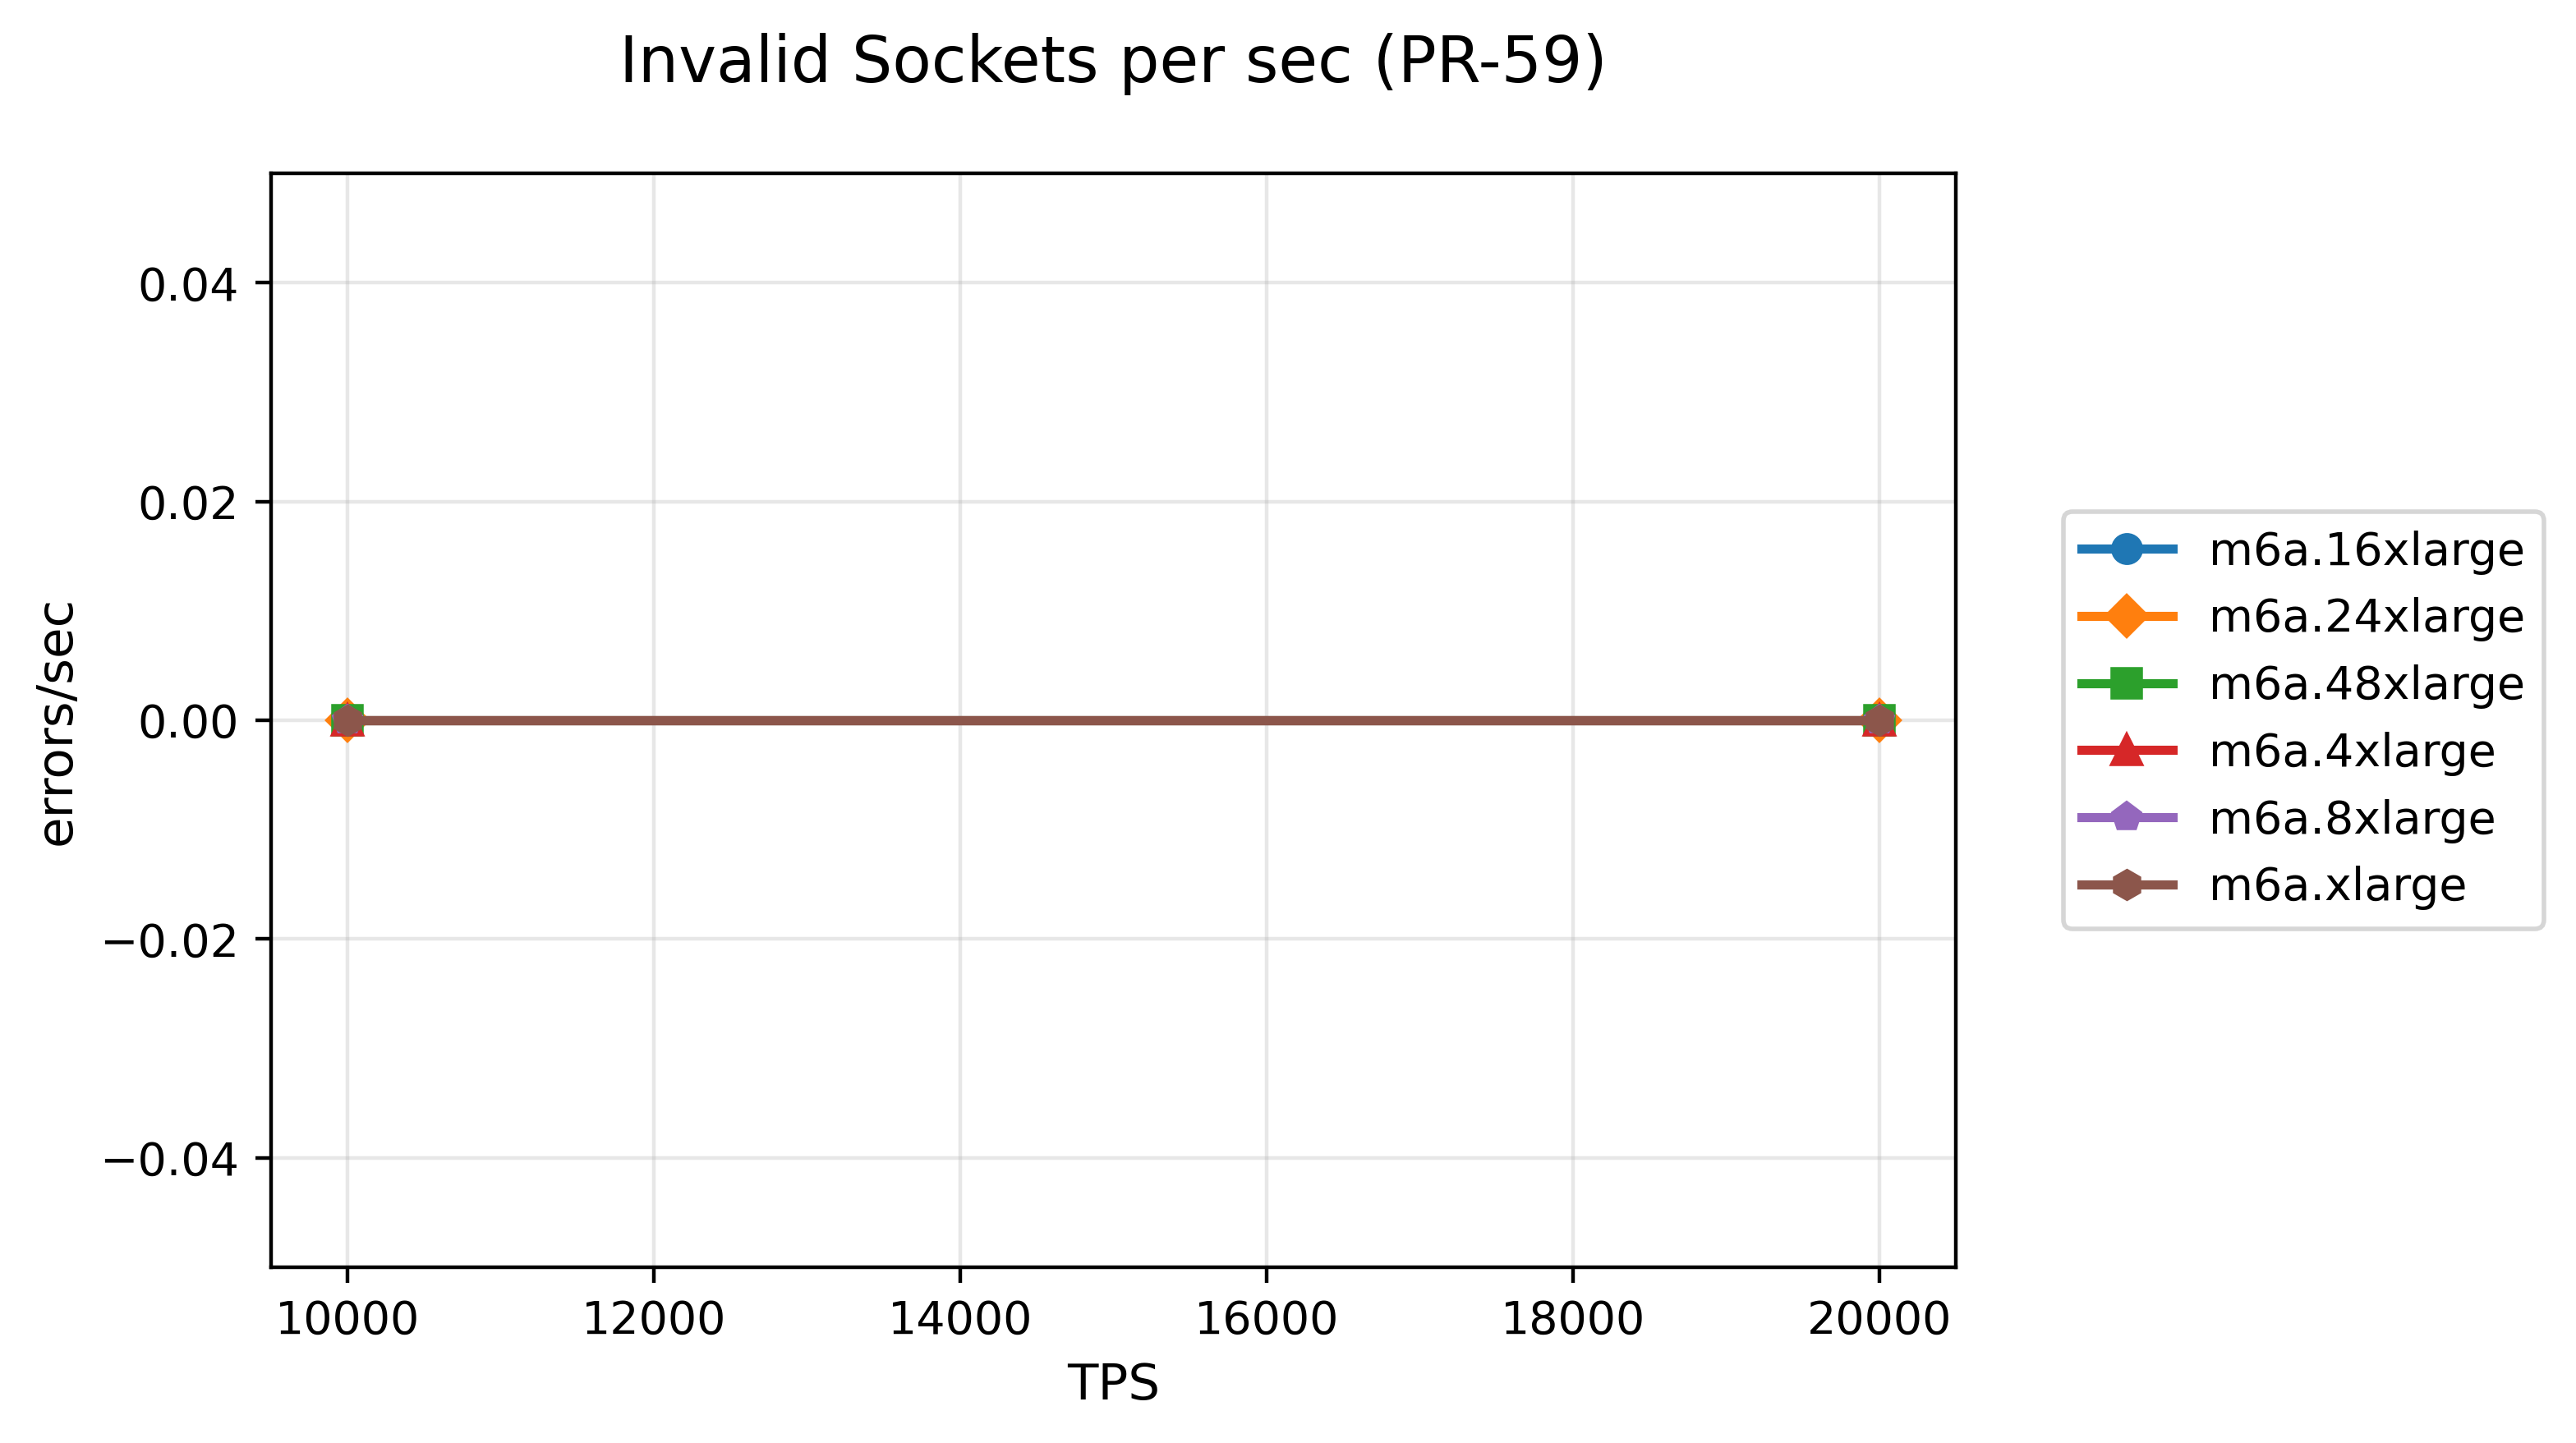 Invalid Sockets per sec (PR-59)
errors/sec
0.04
0.02
0.00
−0.02
−0.04
10000 12000 14000 16000 18000 20000
TPS
m6a.16xlarge
m6a.24xlarge
m6a.48xlarge
m6a.4xlarge
m6a.8xlarge
m6a.xlarge